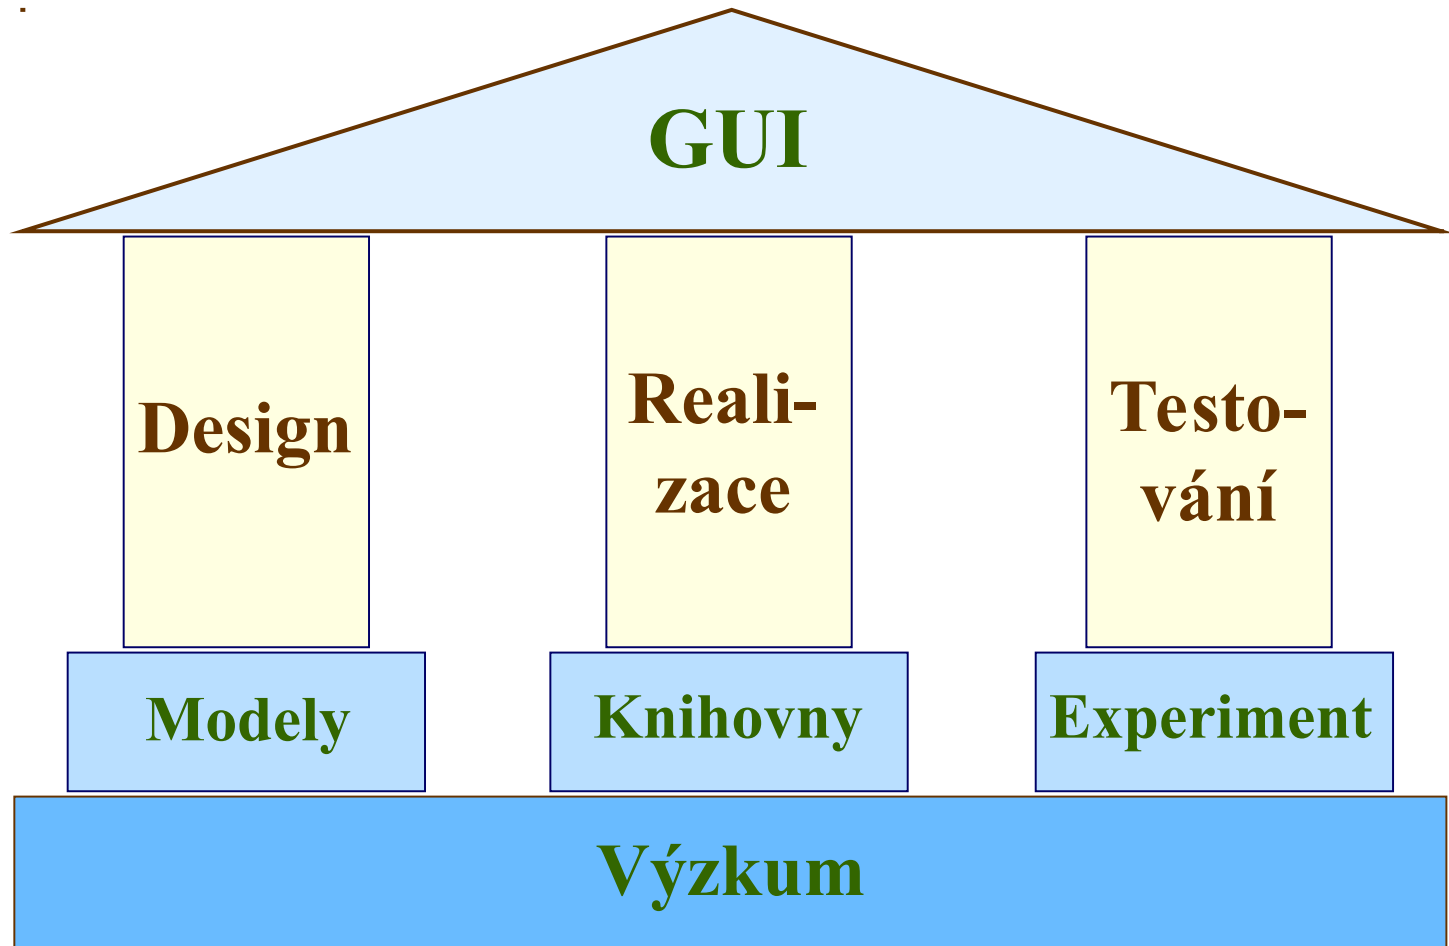 GUI
Design
Reali-
zace
Testo-
vání
Modely
Knihovny
Experiment
Výzkum